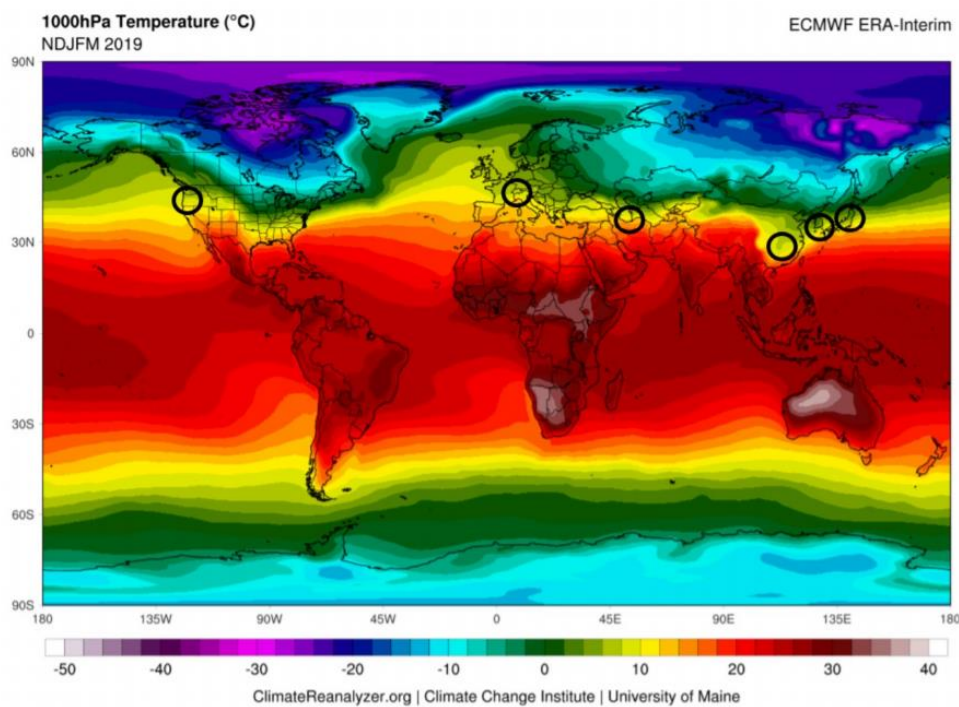 1000hPa Temperature (°C)
NDJFM 2019
ECMWF ERA-Interim
90N
60N
30N
0
30S
60S
90S
180 135W 90W 45W 0 45E 90E 135E 180
-50 -40 -30 -20 -10 0 10 20 30 40
ClimateReanalyzer.org | Climate Change Institute | University of Maine